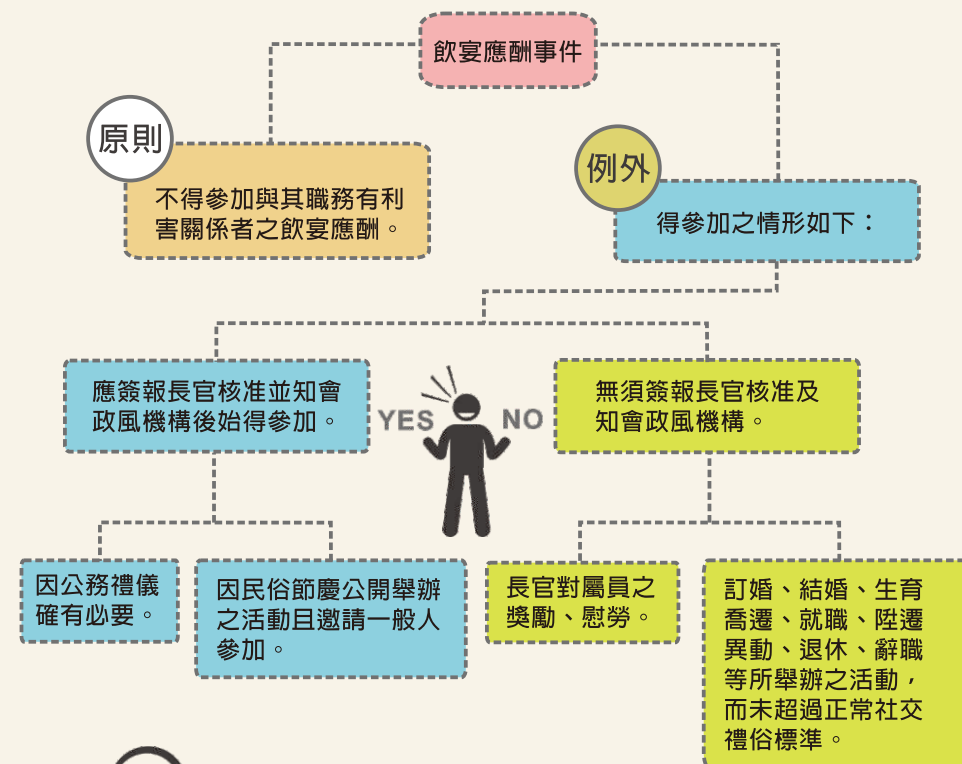 飲宴應酬事件
原則
不得參加與其職務有利
害關係者之飲宴應酬。
例外
得參加之情形如下：
應簽報長官核准並知會
政風機構後始得參加。
YES
NO
無須簽報長官核准及
知會政風機構。
因公務禮儀
確有必要。
因民俗節慶公開舉辦
之活動且邀請一般人
參加。
長官對屬員之
獎勵、慰勞。
訂婚、結婚、生育
喬遷、就職、陞遷
異動、退休、辭職
等所舉辦之活動，
而未超過正常社交
禮俗標準。